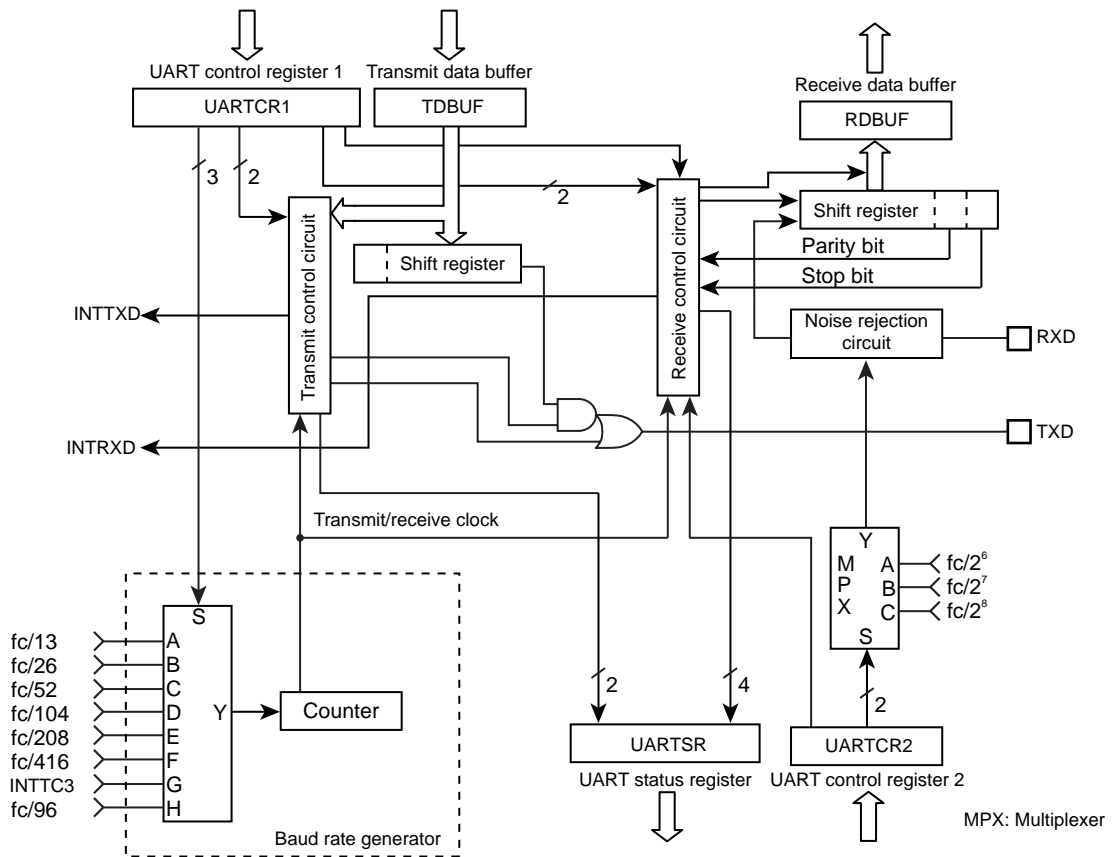 UART control register 1
Transmit data buffer
Receive data buffer
UARTCR1
TDBUF
RDBUF
3
2
2
Transmit control circuit
Receive control circuit
Shift register
Shift register
Parity bit
Stop bit
INTTXD
Noise rejection
circuit
RXD
INTRXD
TXD
Transmit/receive clock
Y
M
P
X
A
B
C
S
fc/2⁶
fc/2⁷
fc/2⁸
S
fc/13
A
fc/26
B
fc/52
C
fc/104
D
Y
Counter
fc/208
E
fc/416
F
INTTC3
G
fc/96
H
Baud rate generator
2
4
2
UARTSR
UART status register
UARTCR2
UART control register 2
MPX: Multiplexer